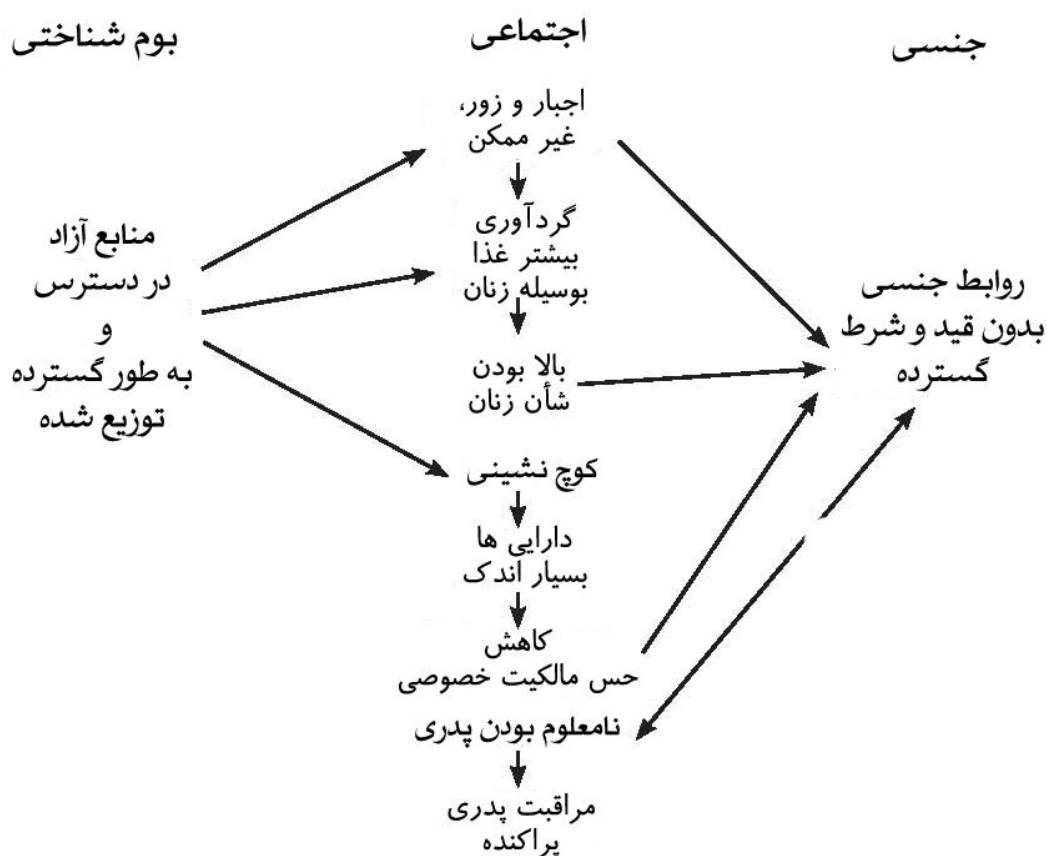 بوم شناختی
اجتماعی
جنسی
اجبار و زور،
غیر ممکن
گردآوری
بیشتر غذا
بوسیله زنان
بالا بودن
شأن زنان
کوچ نشینی
دارایی ها
بسیار اندک
کاهش
حس مالکیت خصوصی
نامعلوم بودن پدری
مراقبت پدری
پراکنده
منابع آزاد
در دسترس
و
به طور گسترده
توزیع شده
روابط جنسی
بدون قید و شرط
گسترده